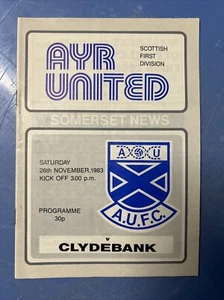 AYR
UNITED
SCOTTISH
FIRST
DIVISION
SOMERSET NEWS
SATURDAY
26th NOVEMBER,1983
KICK OFF 3.00 p.m.
PROGRAMME
30p
A U
A.U.F.C.
v
CLYDEBANK